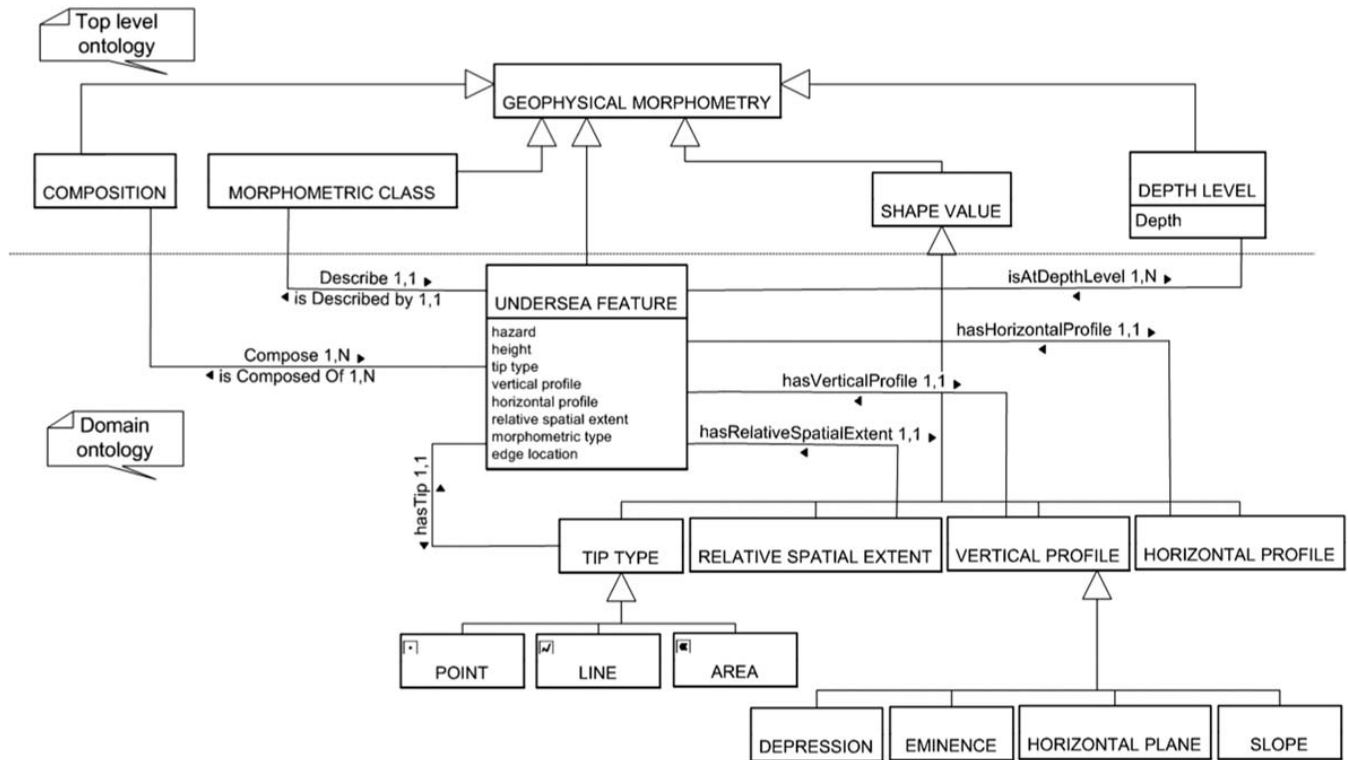 Top level
ontology
GEOPHYSICAL MORPHOMETRY
COMPOSITION
MORPHOMETRIC CLASS
SHAPE VALUE
DEPTH LEVEL
Depth
Describe 1,1
is Described by 1,1
isAtDepthLevel 1,N
UNDERSEA FEATURE
hazard
height
tip type
vertical profile
horizontal profile
relative spatial extent
morphometric type
edge location
hasHorizontalProfile 1,1
Compose 1,N
is Composed Of 1,N
hasVerticalProfile 1,1
hasRelativeSpatialExtent 1,1
Domain
ontology
hasTip 1,1
TIP TYPE
RELATIVE SPATIAL EXTENT
VERTICAL PROFILE
HORIZONTAL PROFILE
POINT
LINE
AREA
DEPRESSION
EMINENCE
HORIZONTAL PLANE
SLOPE